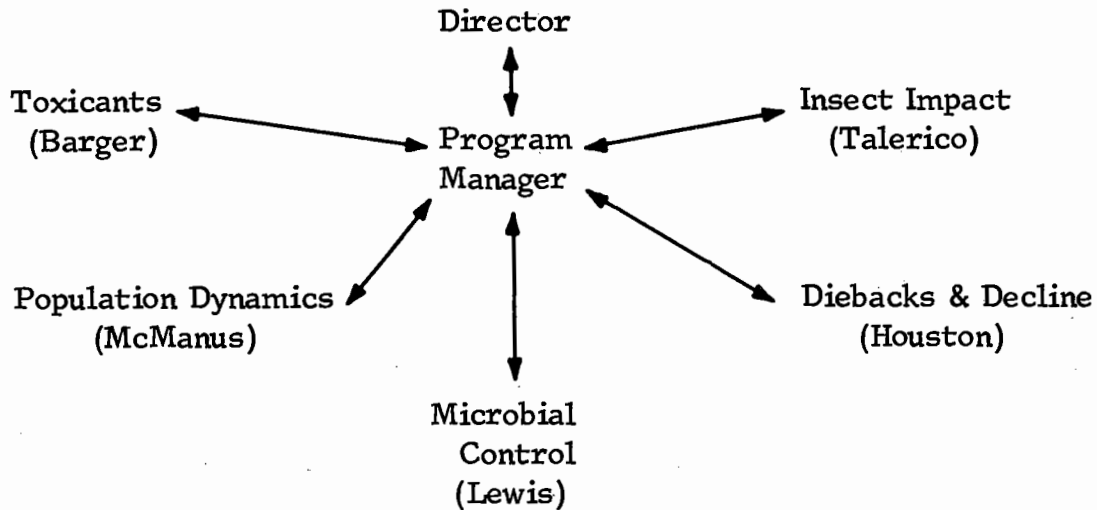 Director
Toxicants
(Barger)
Program
Manager
Insect Impact
(Talerico)
Population Dynamics
(McManus)
Diebacks & Decline
(Houston)
Microbial
Control
(Lewis)